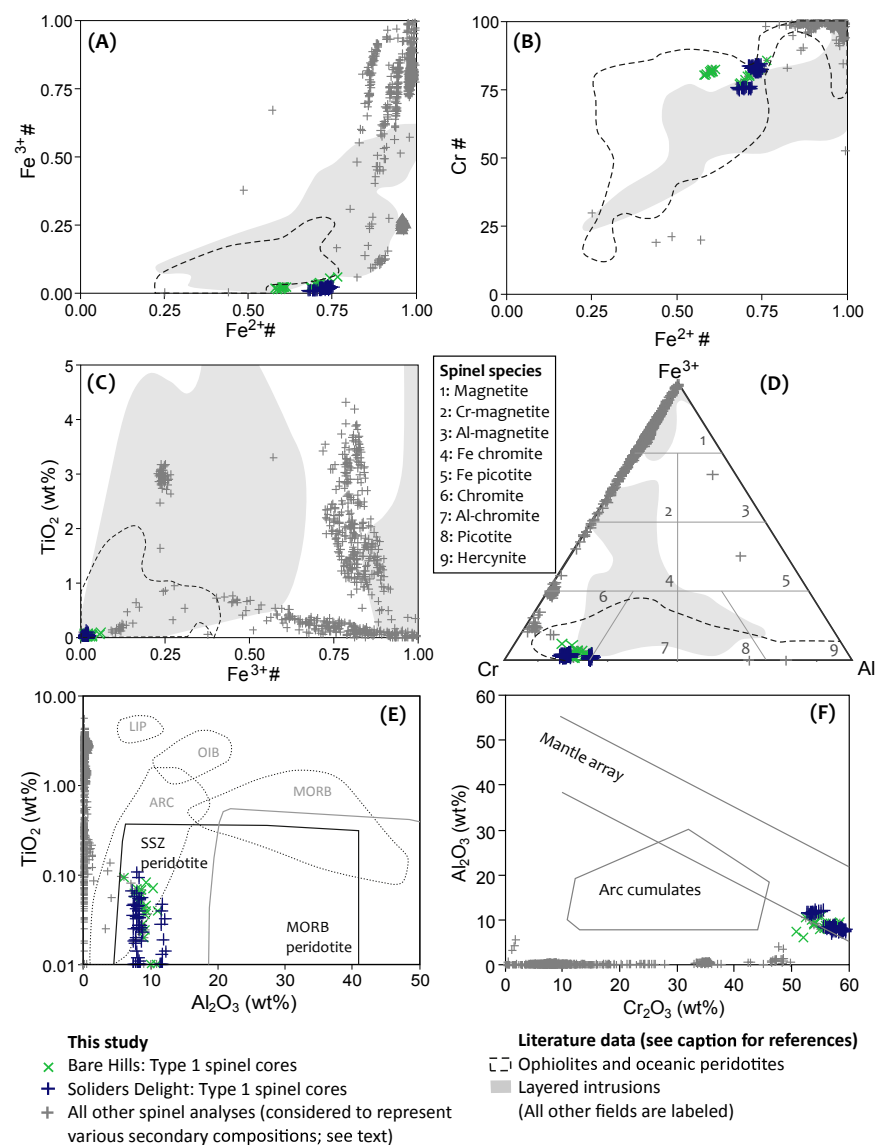 (A)
1.00
0.75
0.50
0.25
0.00
Fe3+#
0.00 0.25 0.50 0.75 1.00
Fe2+#
(B)
100
75
50
25
0
Cr #
0.00 0.25 0.50 0.75 1.00
Fe2+ #
(C)
5
4
3
2
1
0
TiO2 (wt%)
0.00 0.25 0.50 0.75 1.00
Fe3+#
Spinel species
1: Magnetite
2: Cr-magnetite
3: Al-magnetite
4: Fe chromite
5: Fe picotite
6: Chromite
7: Al-chromite
8: Picotite
9: Hercynite
Fe3+
(D)
1
2 3
4 5
6
7 8 9
Cr Al
(E)
10.00
1.00
0.10
0.01
TiO2 (wt%)
LIP
OIB
ARC
MORB
SSZ
peridotite
MORB
peridotite
0 10 20 30 40 50
Al2O3 (wt%)
(F)
60
50
40
30
20
10
0
Al2O3 (wt%)
Mantle array
Arc cumulates
0 10 20 30 40 50 60
Cr2O3 (wt%)
This study
Bare Hills: Type 1 spinel cores
Soliders Delight: Type 1 spinel cores
All other spinel analyses (considered to represent
various secondary compositions; see text)
Literature data (see caption for references)
Ophiolites and oceanic peridotites
Layered intrusions
(All other fields are labeled)